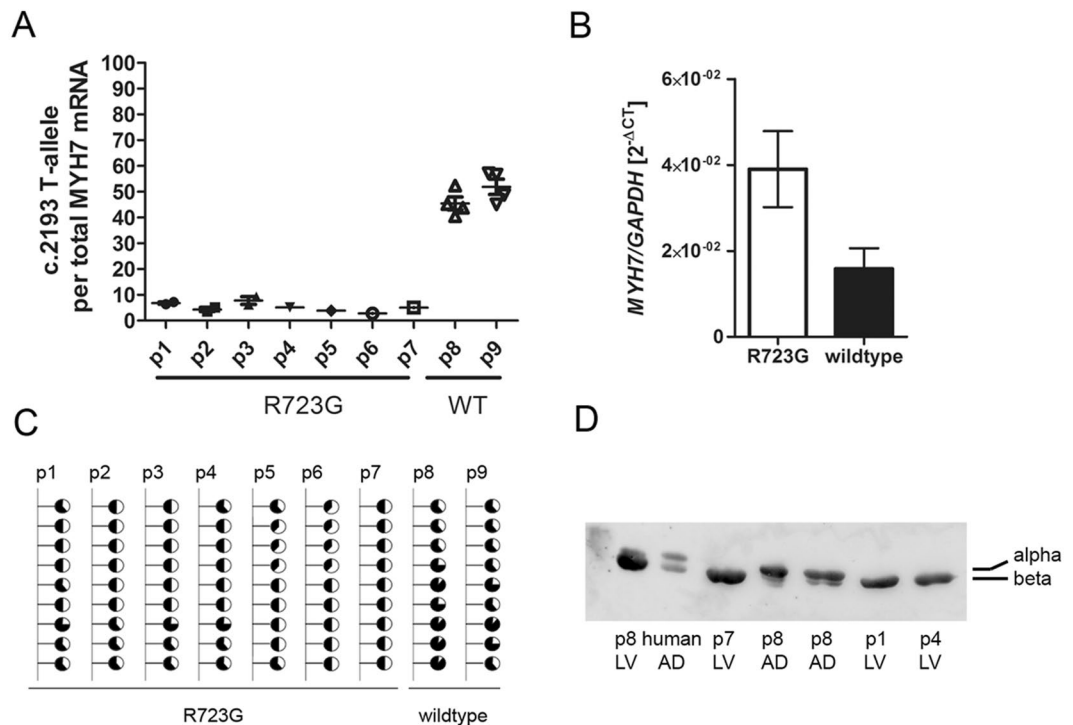 A
c.2193 T-allele
per total MYH7 mRNA
100
90
80
70
60
50
40
30
20
10
0
p1 p2 p3 p4 p5 p6 p7 p8 p9
R723G WT
B
MYH7/GAPDH [2^-ΔCT]
6×10^-02
4×10^-02
2×10^-02
0
R723G wildtype
C
p1 p2 p3 p4 p5 p6 p7 p8 p9
R723G wildtype
D
alpha
beta
p8 human p7 p8 p8 p1 p4
LV AD LV AD AD LV LV